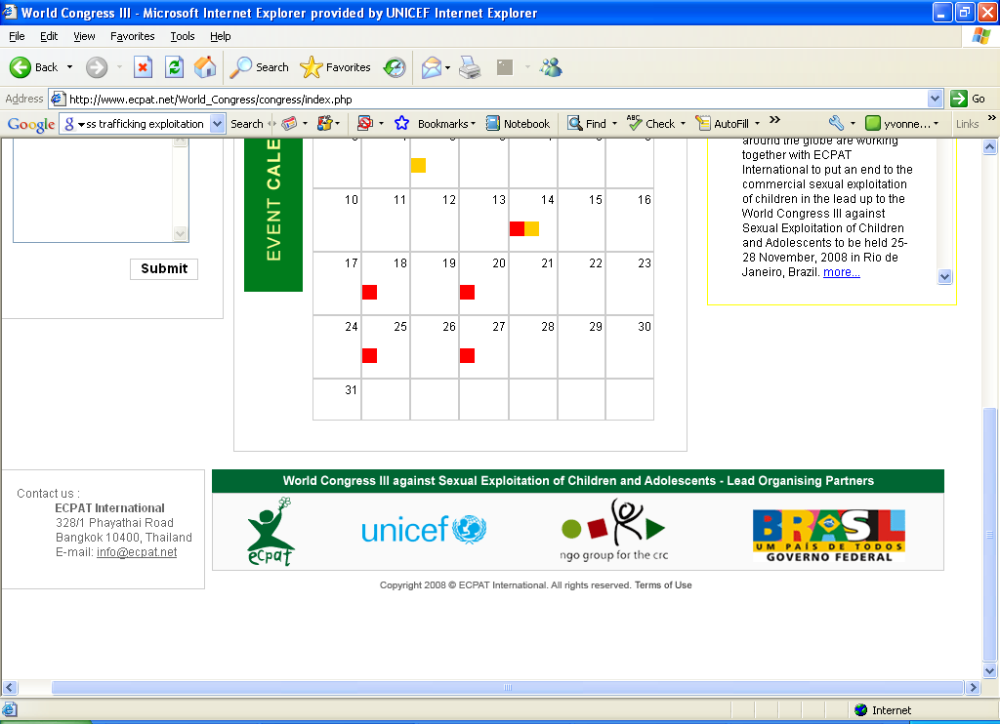 World Congress III - Microsoft Internet Explorer provided by UNICEF Internet Explorer
File Edit View Favorites Tools Help
Back Search Favorites
Address http://www.ecpat.net/World_Congress/congress/index.php Go
Google ss trafficking exploitation Search Bookmarks Notebook Find Check AutoFill yvonne... Links
EVENT CALE
10 11 12 13 14 15 16
17 18 19 20 21 22 23
24 25 26 27 28 29 30
31
Submit
around the globe are working
together with ECPAT
International to put an end to the
commercial sexual exploitation
of children in the lead up to the
World Congress III against
Sexual Exploitation of Children
and Adolescents to be held 25-
28 November, 2008 in Rio de
Janeiro, Brazil. more...
Contact us :
ECPAT International
328/1 Phayathai Road
Bangkok 10400, Thailand
E-mail: info@ecpat.net
World Congress III against Sexual Exploitation of Children and Adolescents - Lead Organising Partners
ecpat
unicef
ngo group for the crc
BRASIL
UM PAÍS DE TODOS
GOVERNO FEDERAL
Copyright 2008 © ECPAT International. All rights reserved. Terms of Use
Internet